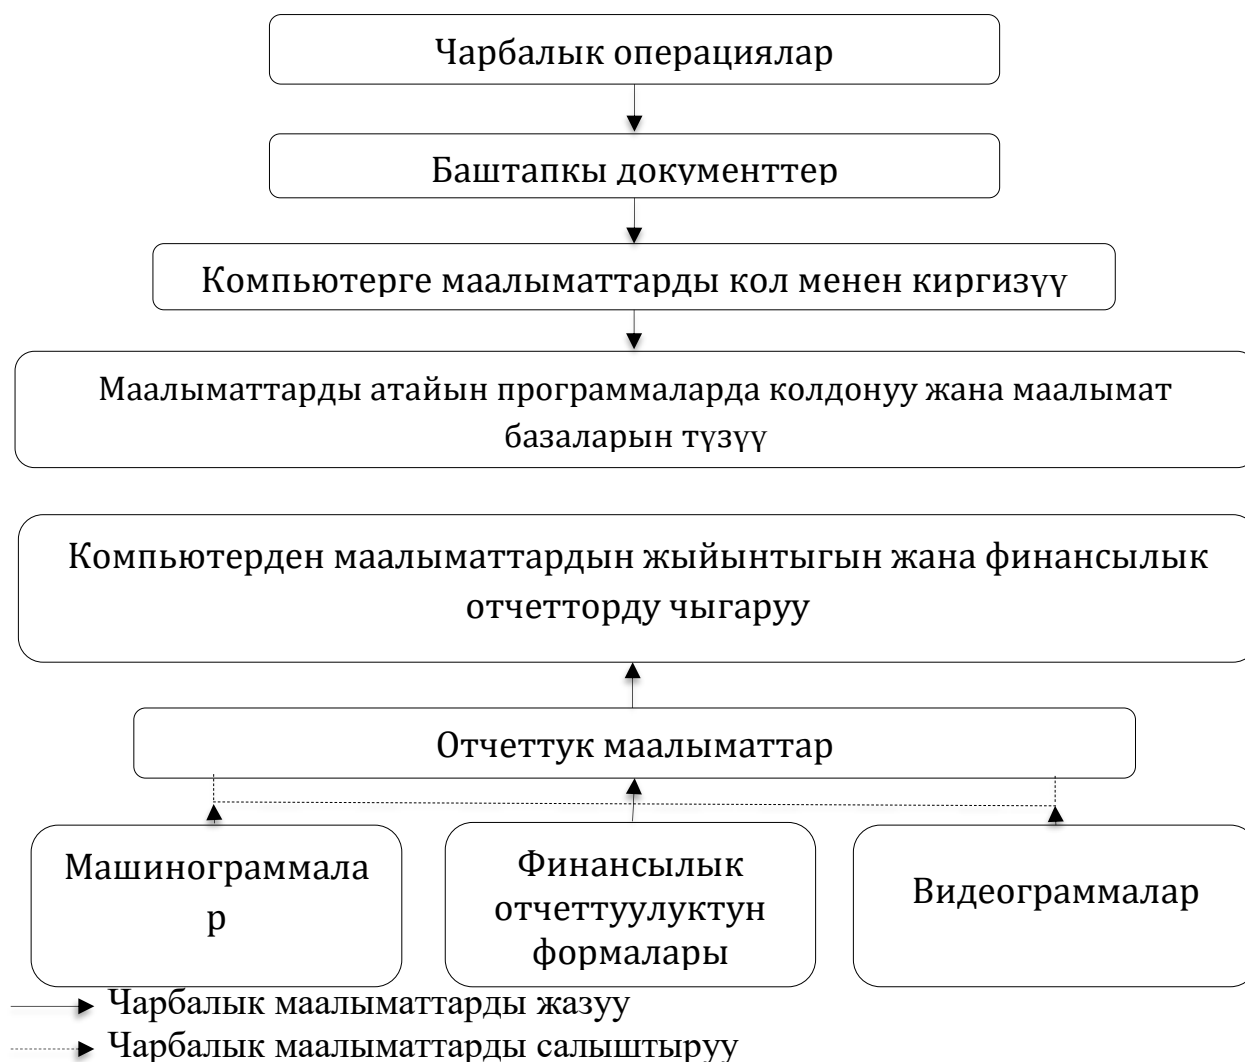 Чарбалык операциялар
Баштапкы документтер
Компьютерге маалыматтарды кол менен киргизүү
Маалыматтарды атайын программаларда колдонуу жана маалымат
базаларын түзүү
Компьютерден маалыматтардын жыйынтыгын жана финансылык
отчетторду чыгаруу
Отчеттук маалыматтар
Машинограммала
р
Финансылык
отчеттуулуктун
формалары
Видеограммалар
Чарбалык маалыматтарды жазуу
Чарбалык маалыматтарды салыштыруу